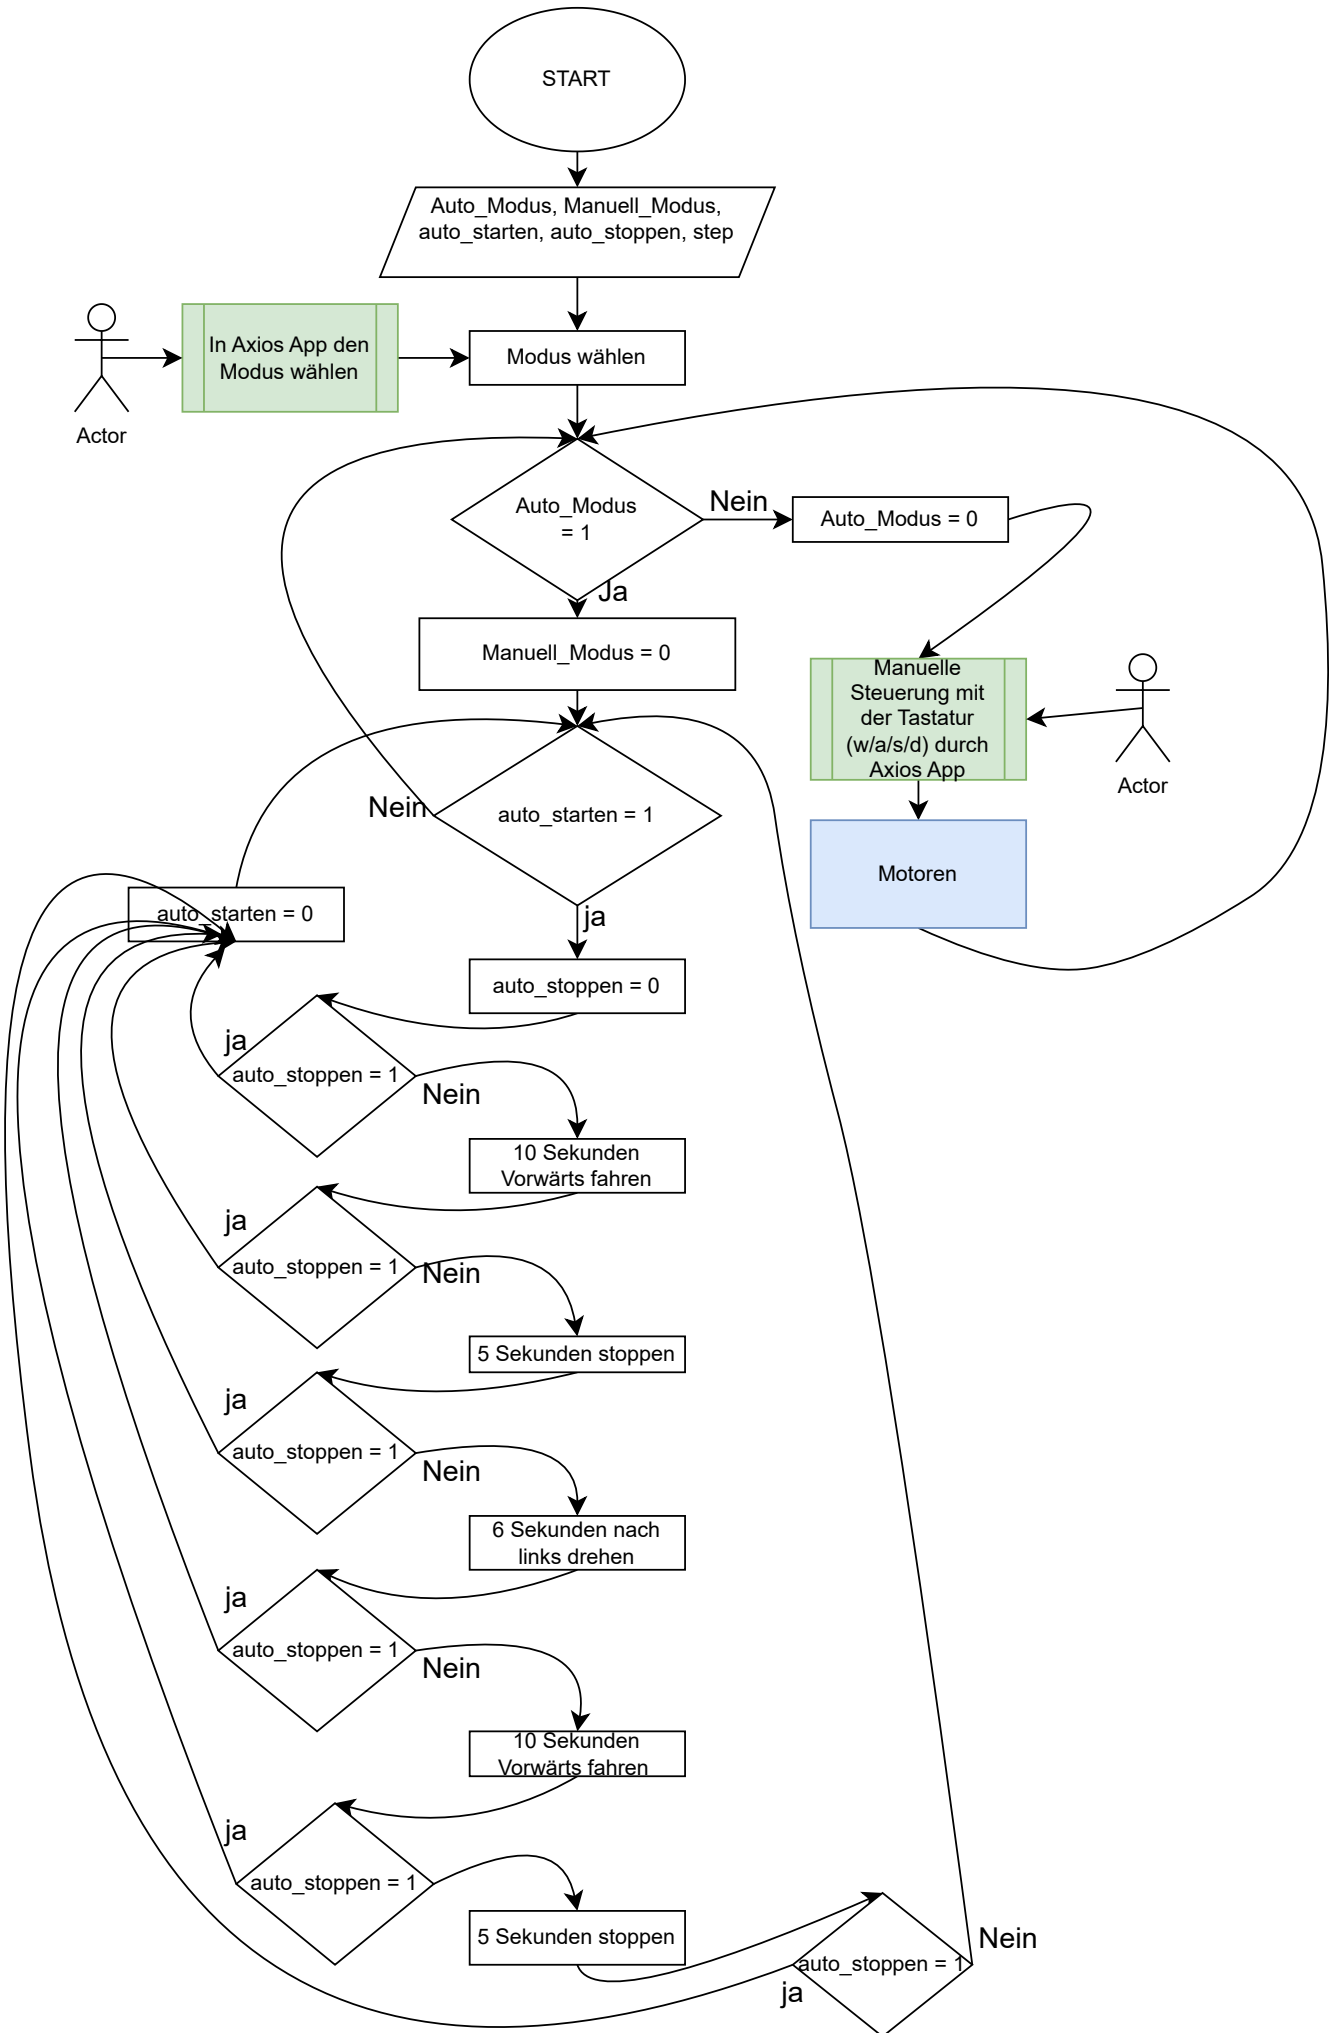 START
Auto_Modus, Manuell_Modus,
auto_starten, auto_stoppen, step
In Axios App den
Modus wählen
Modus wählen
Actor
Auto_Modus
= 1
Nein
Auto_Modus = 0
Ja
Manuell_Modus = 0
Manuelle
Steuerung mit
der Tastatur
(w/a/s/d) durch
Axios App
Actor
Nein
auto_starten = 1
Motoren
auto_starten = 0
ja
auto_stoppen = 0
ja
auto_stoppen = 1
Nein
10 Sekunden
Vorwärts fahren
ja
auto_stoppen = 1
Nein
5 Sekunden stoppen
ja
auto_stoppen = 1
Nein
6 Sekunden nach
links drehen
ja
auto_stoppen = 1
Nein
10 Sekunden
Vorwärts fahren
ja
auto_stoppen = 1
5 Sekunden stoppen
Nein
auto_stoppen = 1
ja